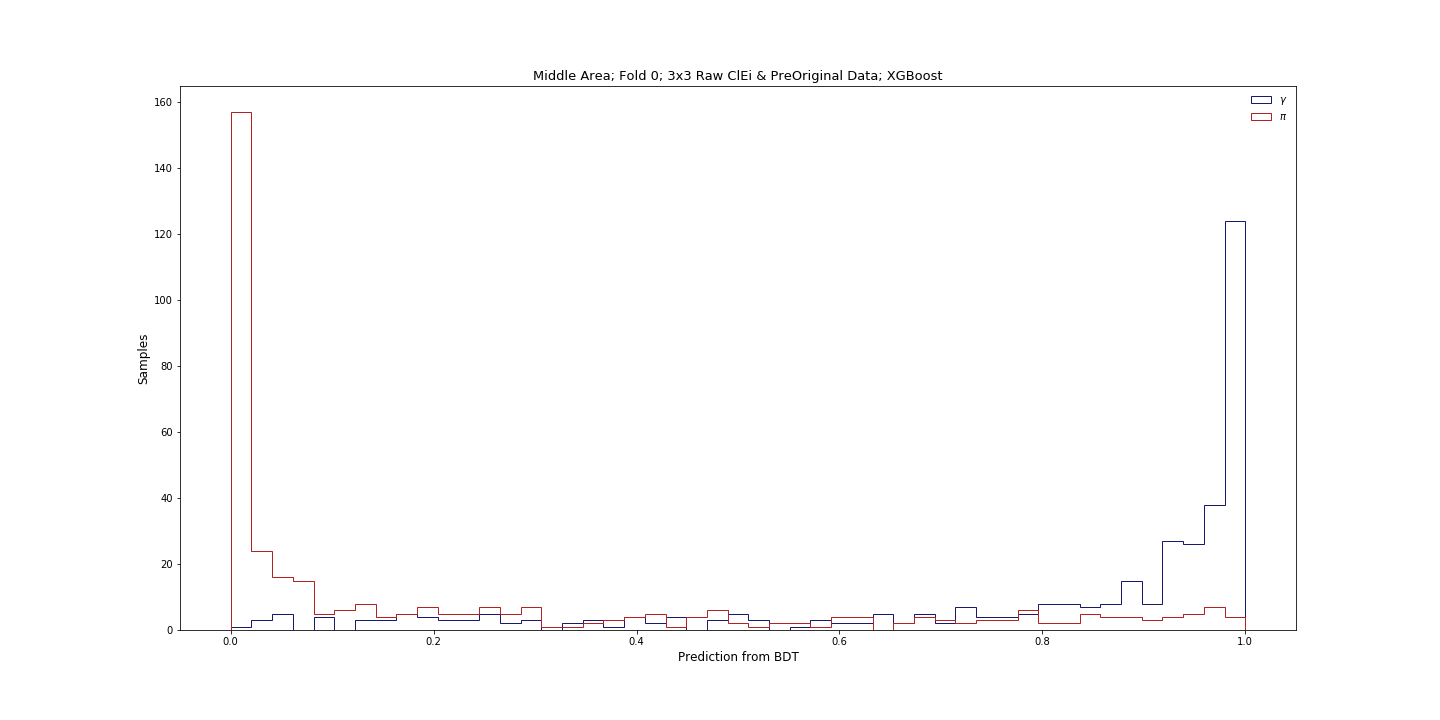 Middle Area; Fold 0; 3x3 Raw ClEi & PreOriginal Data; XGBoost
γ
π
160
140
120
100
80
60
40
20
0
Samples
0.0 0.2 0.4 0.6 0.8 1.0
Prediction from BDT